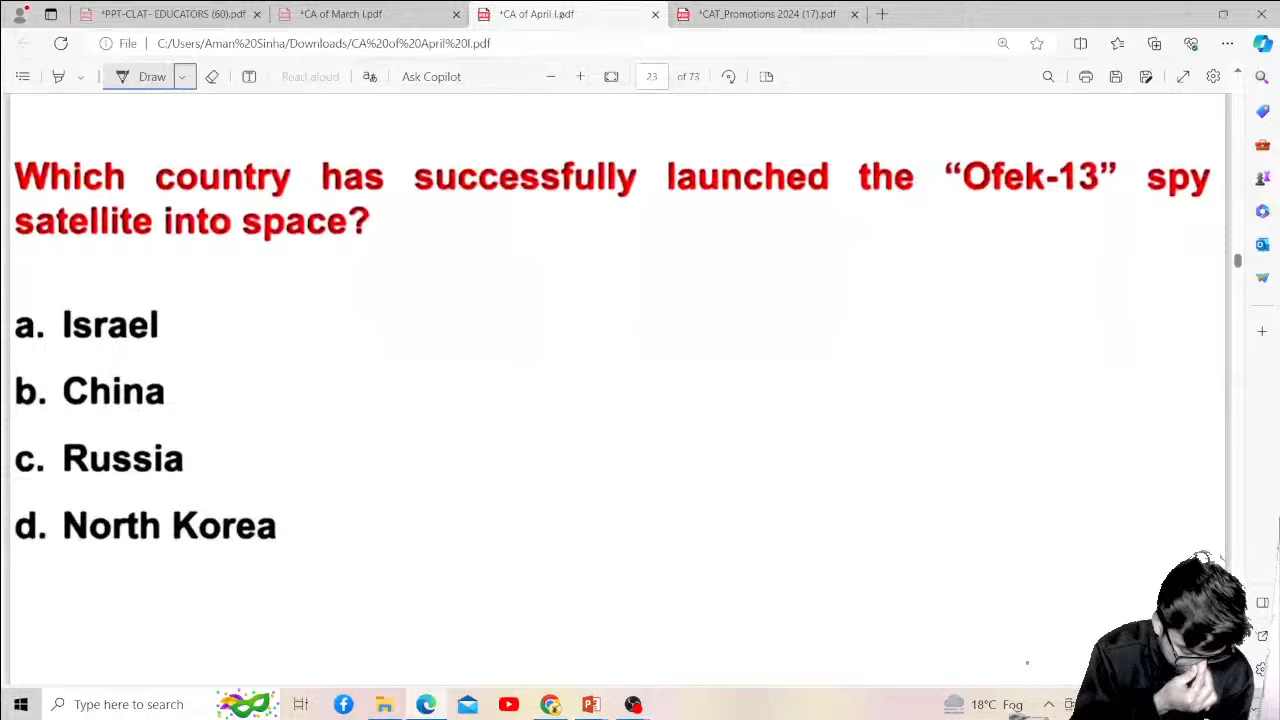 *PPT-CLAT- EDUCATORS (60).pdf
*CA of March I.pdf
*CA of April I.pdf
*CAT_Promotions 2024 (17).pdf
File
C:/Users/Aman%20Sinha/Downloads/CA%20of%20April%20I.pdf
Draw
Read aloud
Ask Copilot
23 of 73
Which country has successfully launched the “Ofek-13” spy
satellite into space?
a. Israel
b. China
c. Russia
d. North Korea
Type here to search
18°C Fog